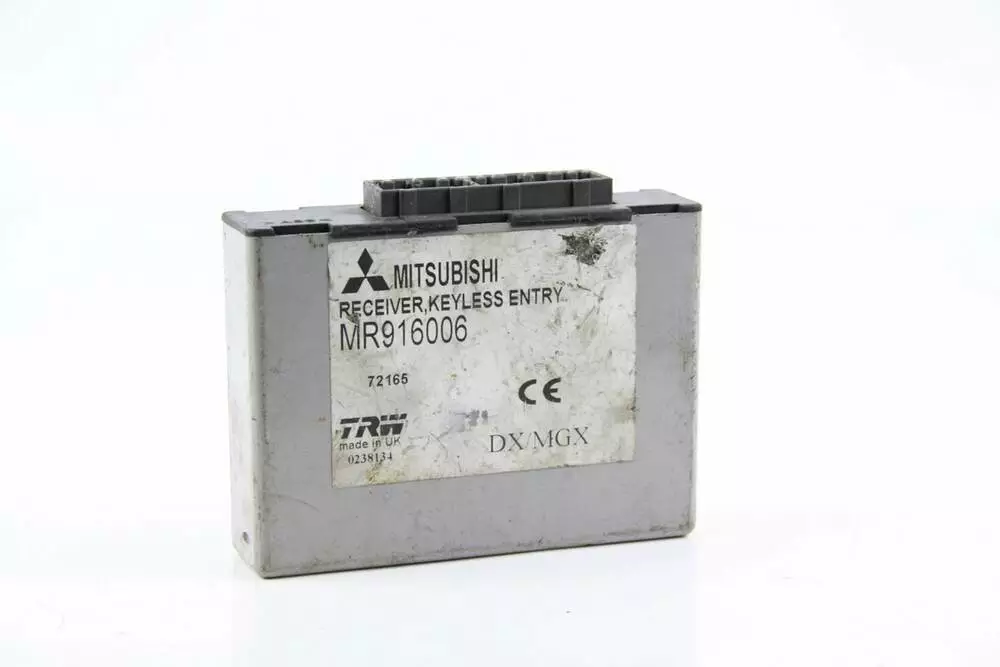 MITSUBISHI
RECEIVER,KEYLESS ENTRY
MR916006
72165
CE
TRW
made in UK
0238134
DX/MGX